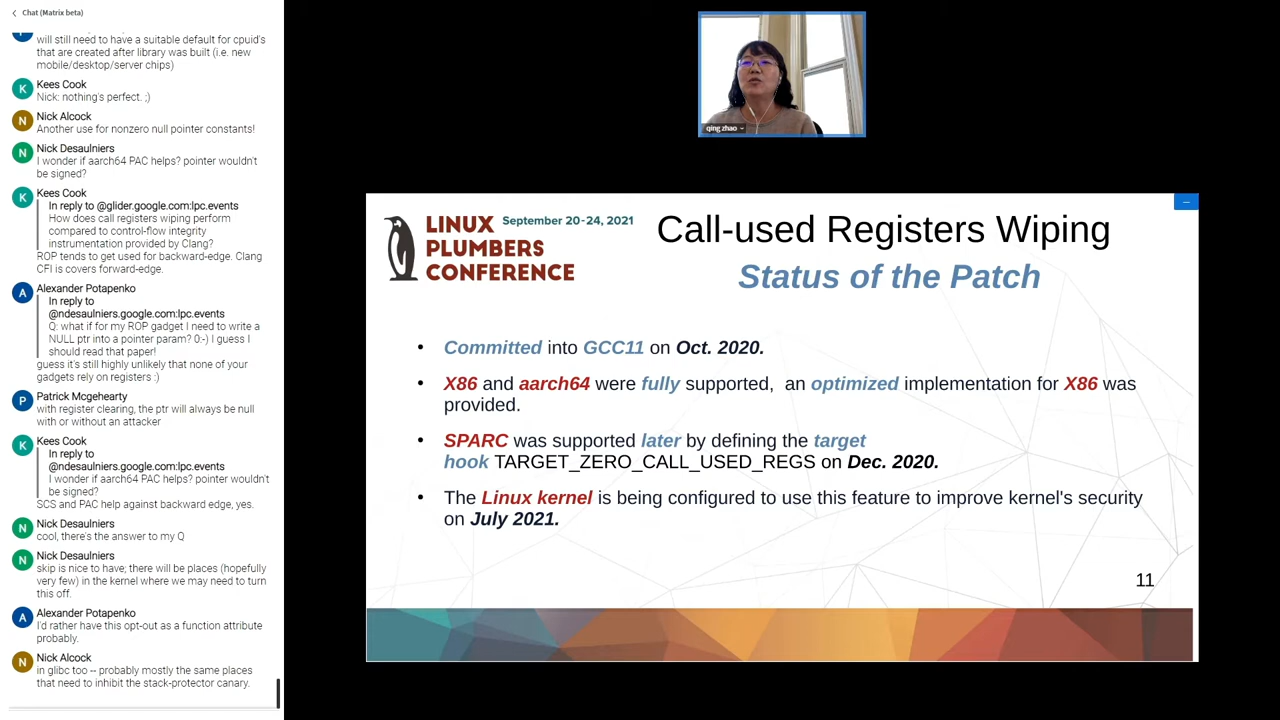 Chat (Matrix beta)
will still need to have a suitable default for cpuid's
that are created after library was built (i.e. new
mobile/desktop/server chips)
K
Kees Cook
Nick: nothing's perfect. ;)
N
Nick Alcock
Another use for nonzero null pointer constants!
N
Nick Desaulniers
I wonder if aarch64 PAC helps? pointer wouldn't
be signed?
K
Kees Cook
In reply to @glider.google.com:lpc.events
How does call registers wiping perform
compared to control-flow integrity
instrumentation provided by Clang?
ROP tends to get used for backward-edge. Clang
CFI is covers forward-edge.
A
Alexander Potapenko
In reply to
@ndesaulniers.google.com:lpc.events
Q: what if for my ROP gadget I need to write a
NULL ptr into a pointer param? 0:-) I guess I
should read that paper!
guess it's still highly unlikely that none of your
gadgets rely on registers :)
P
Patrick Mcgehearty
with register clearing, the ptr will always be null
with or without an attacker
K
Kees Cook
In reply to
@ndesaulniers.google.com:lpc.events
I wonder if aarch64 PAC helps? pointer wouldn't
be signed?
SCS and PAC help against backward edge, yes.
N
Nick Desaulniers
cool, there's the answer to my Q
N
Nick Desaulniers
skip is nice to have; there will be places (hopefully
very few) in the kernel where we may need to turn
this off.
A
Alexander Potapenko
I'd rather have this opt-out as a function attribute
probably.
N
Nick Alcock
in glibc too -- probably mostly the same places
that need to inhibit the stack-protector canary.
qing zhao
LINUX
PLUMBERS
CONFERENCE
September 20-24, 2021
Call-used Registers Wiping
Status of the Patch
• Committed into GCC11 on Oct. 2020.
• X86 and aarch64 were fully supported, an optimized implementation for X86 was
provided.
• SPARC was supported later by defining the target
hook TARGET_ZERO_CALL_USED_REGS on Dec. 2020.
• The Linux kernel is being configured to use this feature to improve kernel's security
on July 2021.
11